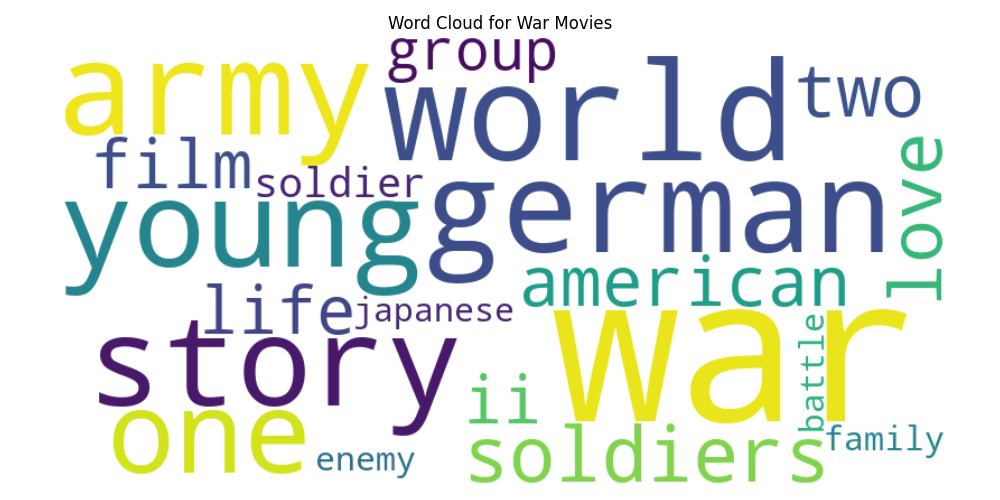 Word Cloud for War Movies
group
army
world
two
film
soldier
love
young
german
american
life
japanese
war
story
battle
ii
one
soldiers
family
enemy